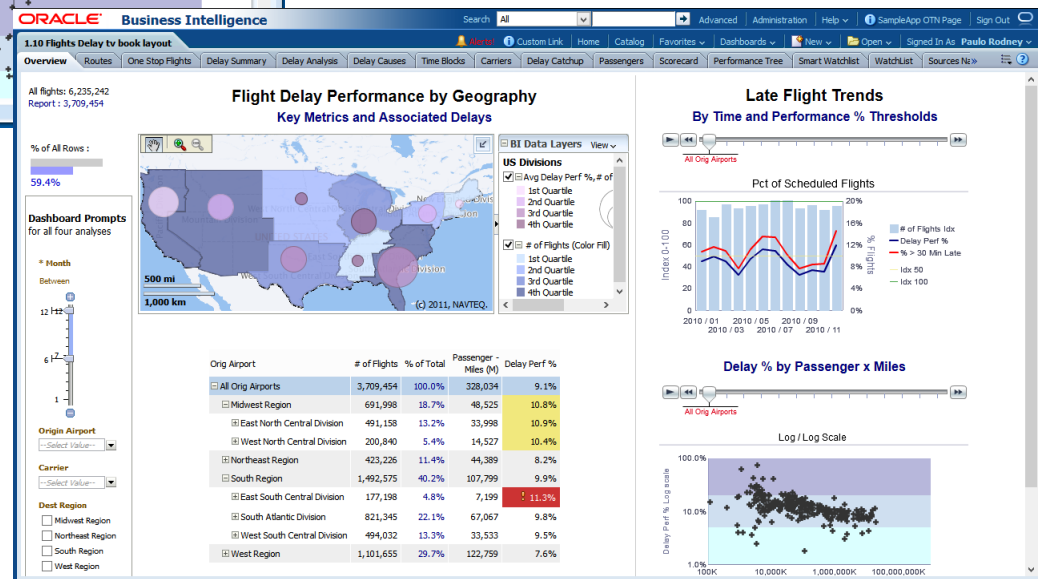 ORACLE Business Intelligence
Search All Advanced Administration Help SampleApp OTN Page Sign Out
1.10 Flights Delay tv book layout
Alerts! Custom Link Home Catalog Favorites Dashboards New Open Signed In As Paulo Rodney
Overview Routes One Stop Flights Delay Summary Delay Analysis Delay Causes Time Blocks Carriers Delay Catchup Passengers Scorecard Performance Tree Smart Watchlist WatchList Sources Na»
All flights: 6,235,242
Report : 3,709,454
% of All Rows :
59.4%
Dashboard Prompts
for all four analyses
* Month
Between
12 12
6 7
1
Origin Airport
--Select Value--
Carrier
--Select Value--
Dest Region
Midwest Region
Northeast Region
South Region
West Region
Flight Delay Performance by Geography
Key Metrics and Associated Delays
UNITED STATES
500 mi
1,000 km
(c) 2011, NAVTEQ.
BI Data Layers View
US Divisions
Avg Delay Perf %, # of
1st Quartile
2nd Quartile
3rd Quartile
4th Quartile
# of Flights (Color Fill)
1st Quartile
2nd Quartile
3rd Quartile
4th Quartile
Orig Airport # of Flights % of Total Passenger - Miles (M) Delay Perf %
All Orig Airports 3,709,454 100.0% 328,034 9.1%
Midwest Region 691,998 18.7% 48,525 10.8%
East North Central Division 491,158 13.2% 33,998 10.9%
West North Central Division 200,840 5.4% 14,527 10.4%
Northeast Region 423,226 11.4% 44,389 8.2%
South Region 1,492,575 40.2% 107,799 9.9%
East South Central Division 177,198 4.8% 7,199 ! 11.3%
South Atlantic Division 821,345 22.1% 67,067 9.8%
West South Central Division 494,032 13.3% 33,533 9.5%
West Region 1,101,655 29.7% 122,759 7.6%
Late Flight Trends
By Time and Performance % Thresholds
All Orig Airports
Pct of Scheduled Flights
Index 0-100
100
80
60
40
20
0
20%
16%
12%
8%
4%
0%
% Flights
2010 / 01 2010 / 05 2010 / 09
2010 / 03 2010 / 07 2010 / 11
# of Flights Idx
Delay Perf %
% > 30 Min Late
Idx 50
Idx 100
Delay % by Passenger x Miles
All Orig Airports
Log / Log Scale
Delay Perf % Log scale
100.0%
10.0%
1.0%
100K 10,000K 1,000,000K 100,000,000K